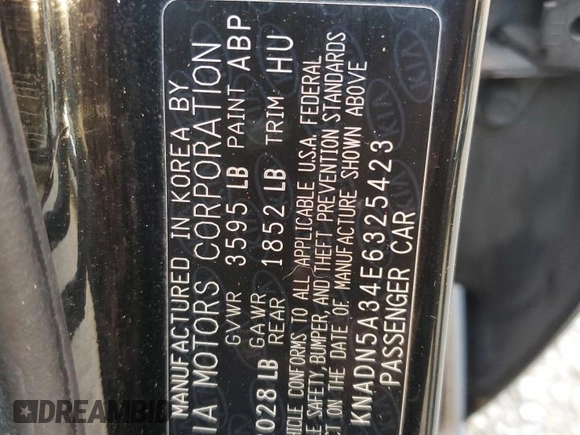 MANUFACTURED IN KOREA BY
IA MOTORS CORPORATION
GVWR 3595 LB PAINT ABP
GAWR
028 LB REAR 1852 LB TRIM HU
HICLE CONFORMS TO ALL APPLICABLE U.S.A. FEDERAL
E SAFETY, BUMPER, AND THEFT PREVENTION STANDARDS
CT ON THE DATE OF MANUFACTURE SHOWN ABOVE
KNADN5A34E6325423
PASSENGER CAR
DREAMBID